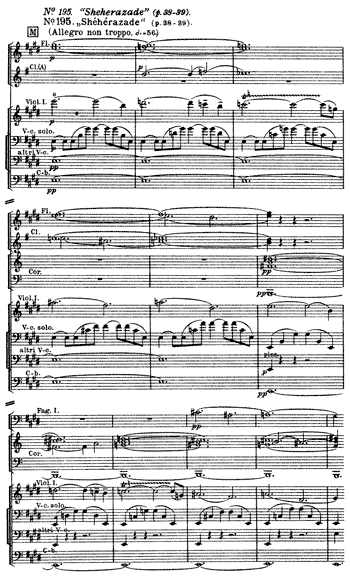 Nº 195. "Sheherazade" (p. 38-39).
Nº 195. „Shéhérazade“ (p. 38-39).
M (Allegro non troppo, 𝅗𝅥.=56.)
Fl.
Cl.(A)
p
Viol. I.
p
V-c. solo.
altri V-c.
pp
C-b.
pp
Fl.
Cl.
Cor.
pp
Viol. I.
V-c. solo.
altri V-c.
pizz.
C-b.
pp
Fag. I.
Cor.
Viol. I.
V-c. solo.
altri V-c.
C-b.